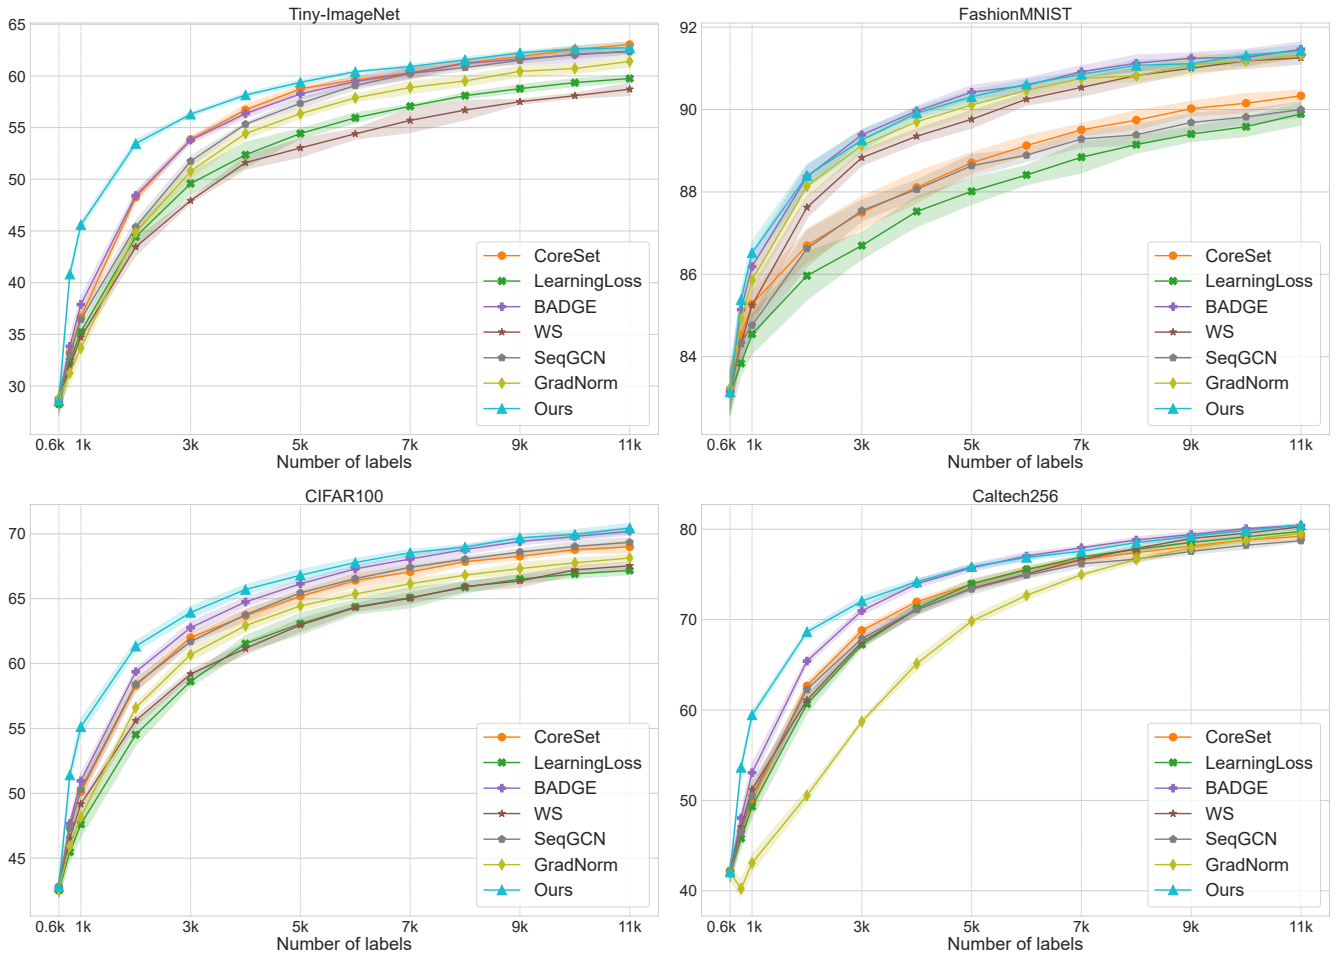 Tiny-ImageNet
65
60
55
50
45
40
35
30
CoreSet
LearningLoss
BADGE
WS
SeqGCN
GradNorm
Ours
0.6k 1k 3k 5k 7k 9k 11k
Number of labels
FashionMNIST
92
90
88
86
84
CoreSet
LearningLoss
BADGE
WS
SeqGCN
GradNorm
Ours
0.6k 1k 3k 5k 7k 9k 11k
Number of labels
CIFAR100
70
65
60
55
50
45
CoreSet
LearningLoss
BADGE
WS
SeqGCN
GradNorm
Ours
0.6k 1k 3k 5k 7k 9k 11k
Number of labels
Caltech256
80
70
60
50
40
CoreSet
LearningLoss
BADGE
WS
SeqGCN
GradNorm
Ours
0.6k 1k 3k 5k 7k 9k 11k
Number of labels